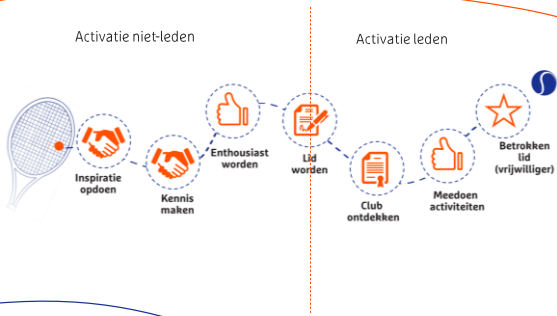 Activatie niet-leden
Activatie leden
Inspiratie
opdoen
Kennis
maken
Enthousiast
worden
Lid
worden
Club
ontdekken
Meedoen
activiteiten
Betrokken
lid
(vrijwilliger)